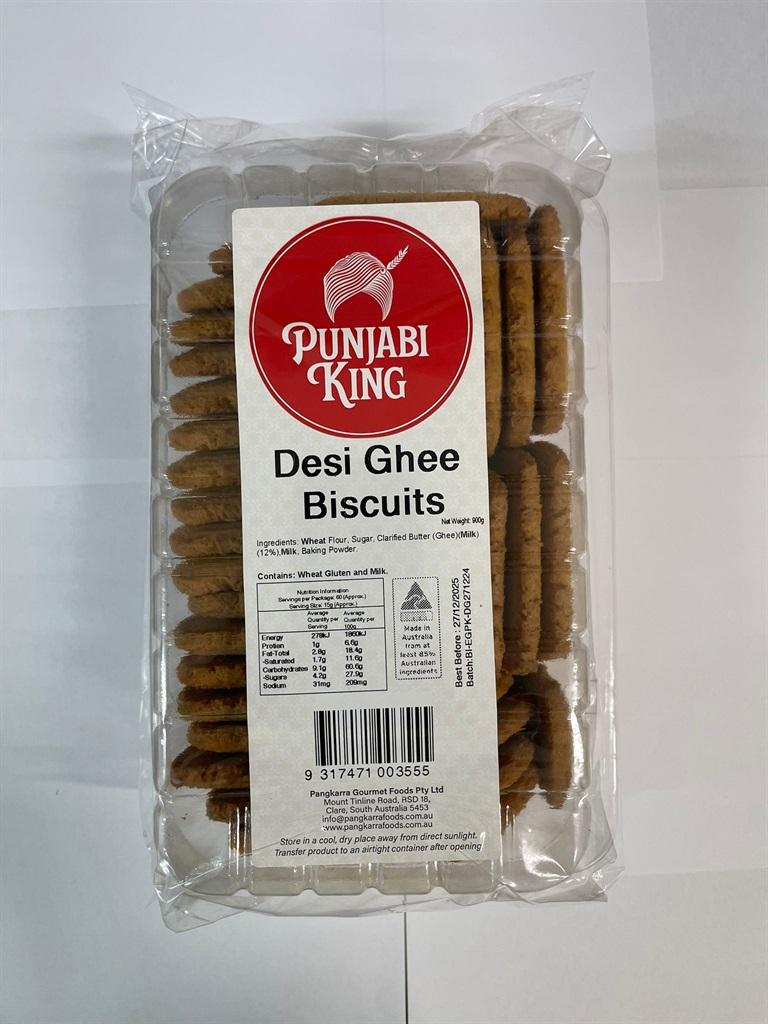 PUNJABI
KING
Desi Ghee
Biscuits
Net Weight: 900g
Ingredients: Wheat Flour, Sugar, Clarified Butter (Ghee)(Milk)
(12%),Milk, Baking Powder.
Contains: Wheat Gluten and Milk.
Nutrition Information
Servings per Package: 60 (Approx.)
Serving Size: 15g (Approx.)
Average Quantity per Serving Average Quantity per 100g
Energy 278kJ 1860kJ
Protien 1g 6.6g
Fat-Total 2.8g 18.4g
-Saturated 1.7g 11.6g
Carbohydrates 9.1g 60.6g
-Sugars 4.2g 27.9g
Sodium 31mg 209mg
Made in
Australia
from at
least 85%
Australian
ingredients
Best Before : 27/12/2025
Batch:BI-EGPK-DG271224
9 317471 003555
Pangkarra Gourmet Foods Pty Ltd
Mount Tinline Road, RSD 18,
Clare, South Australia 5453
info@pangkarrafoods.com.au
www.pangkarrafoods.com.au
Store in a cool, dry place away from direct sunlight.
Transfer product to an airtight container after opening